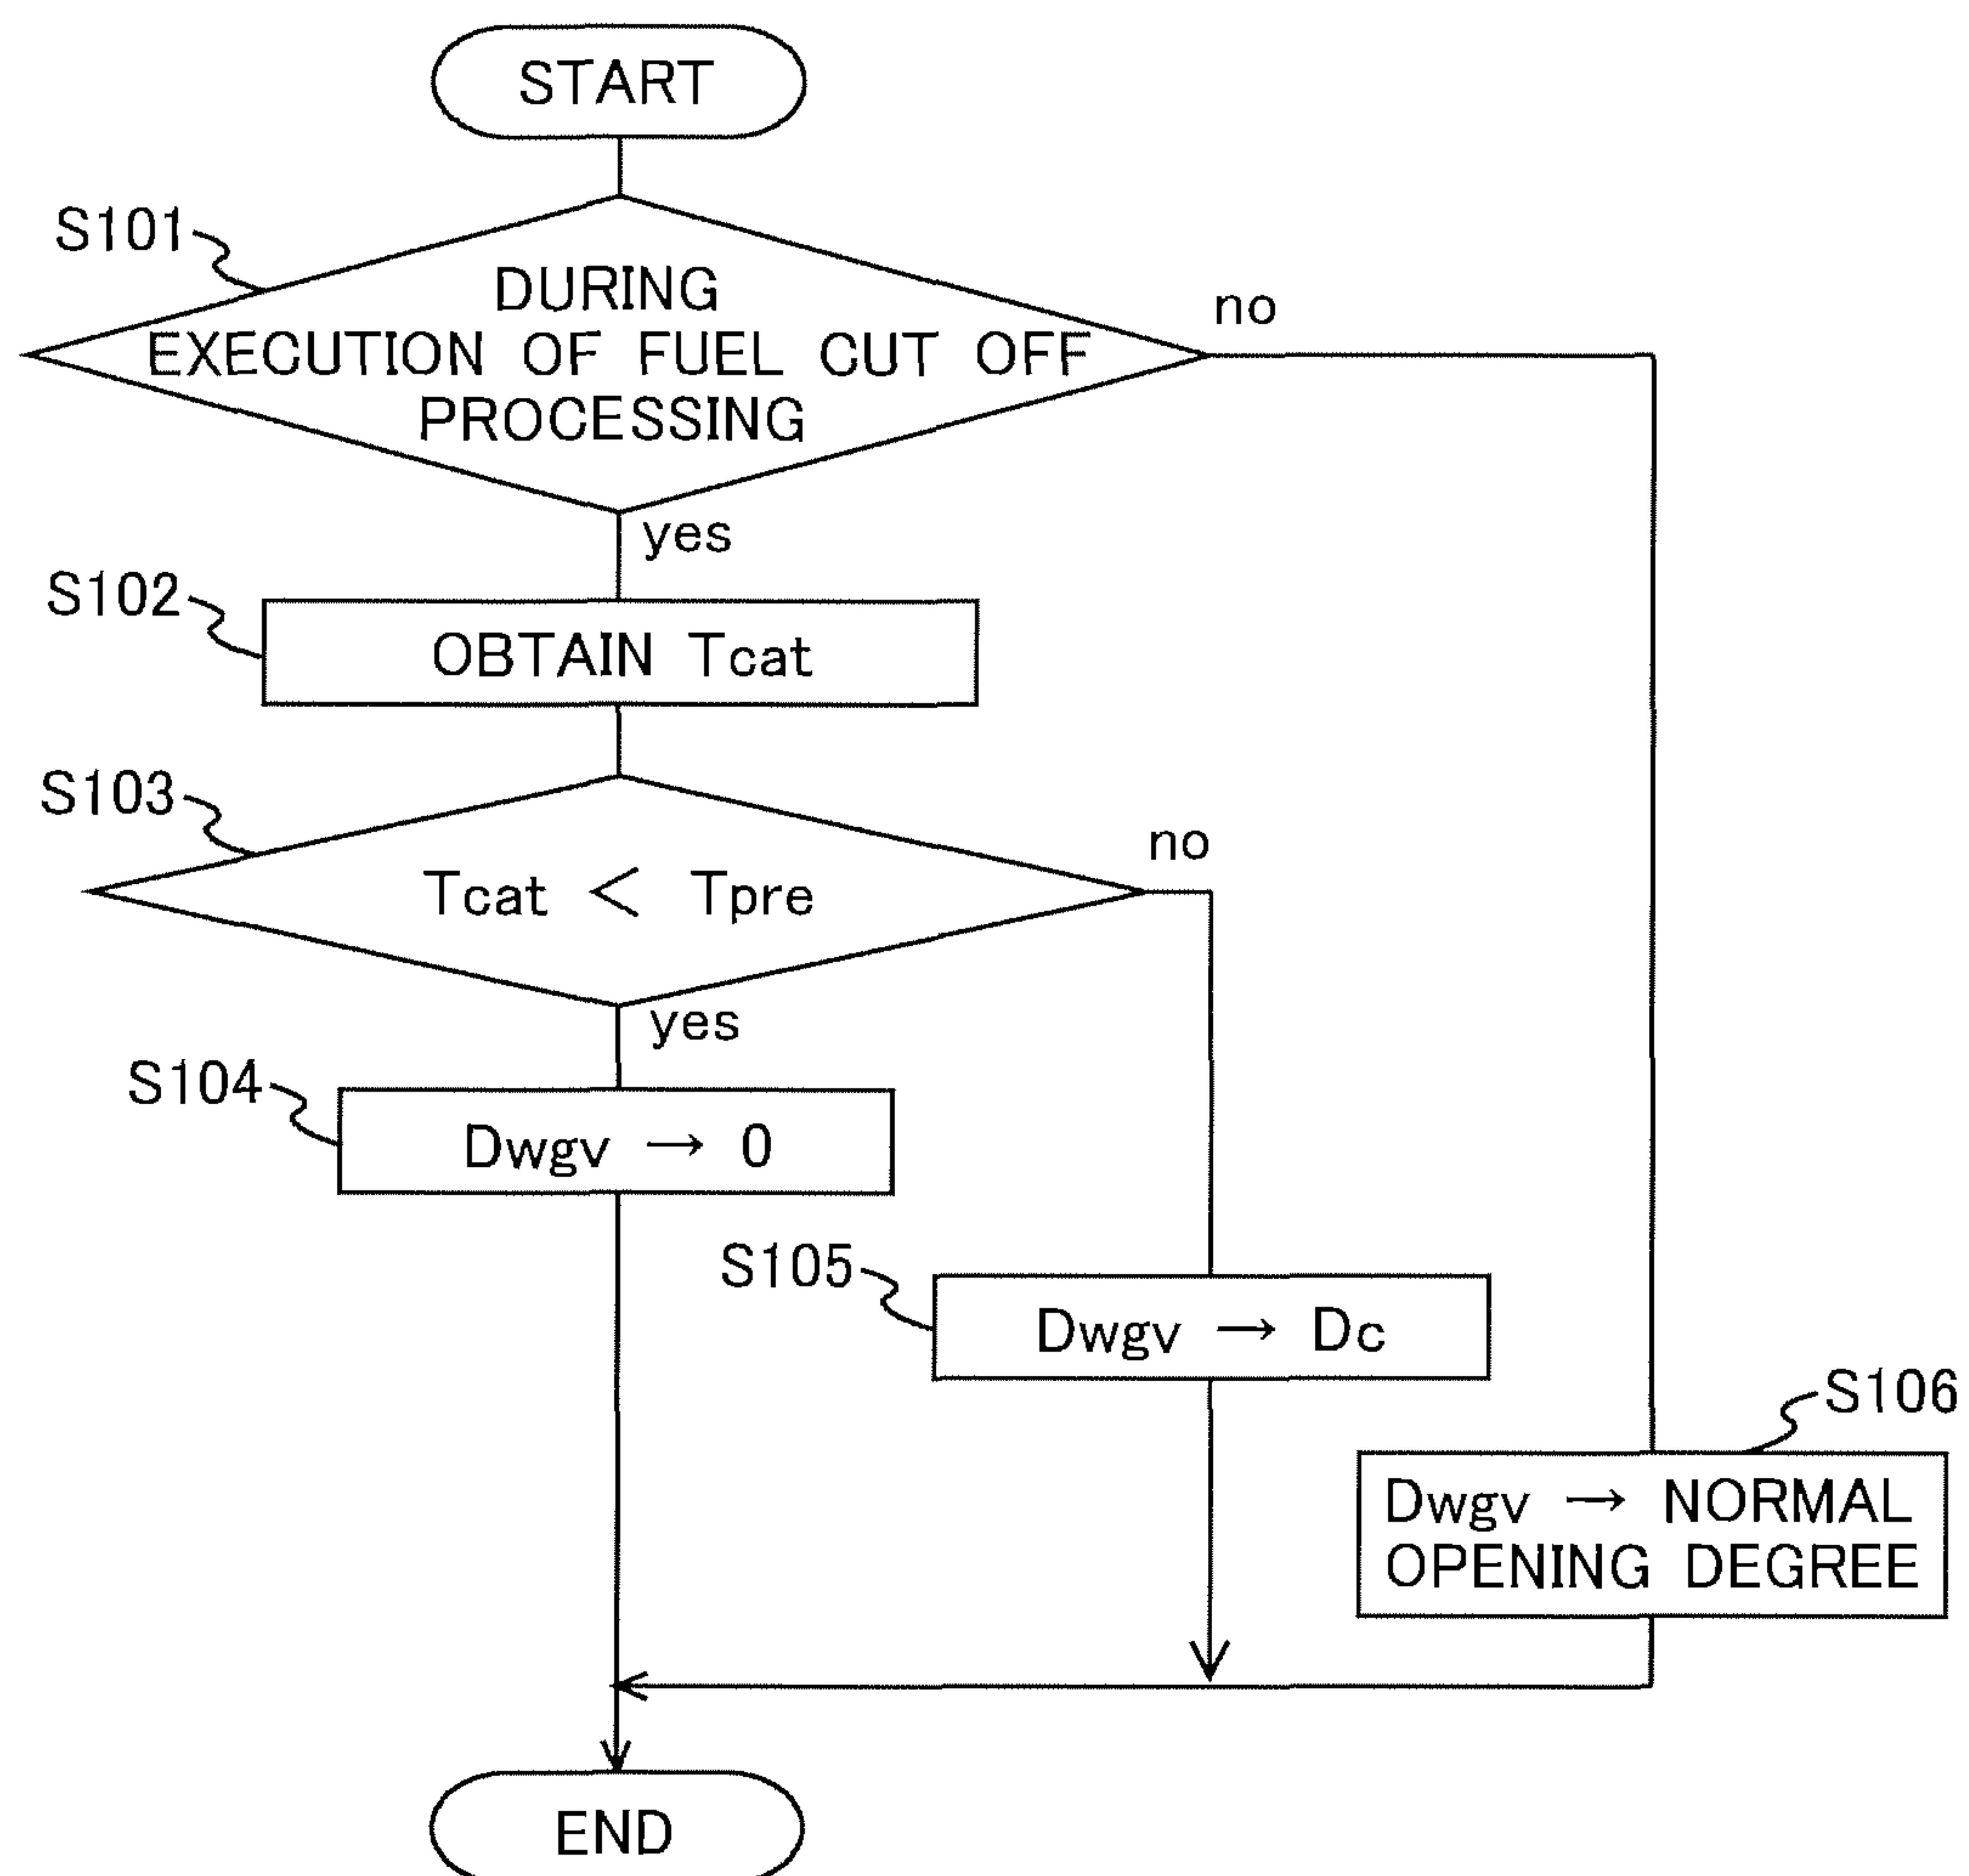 START
S101
DURING
EXECUTION OF FUEL CUT OFF
PROCESSING
no
yes
S102
OBTAIN Tcat
S103
Tcat < Tpre
no
yes
S104
Dwgv → 0
S105
Dwgv → Dc
S106
Dwgv → NORMAL
OPENING DEGREE
END